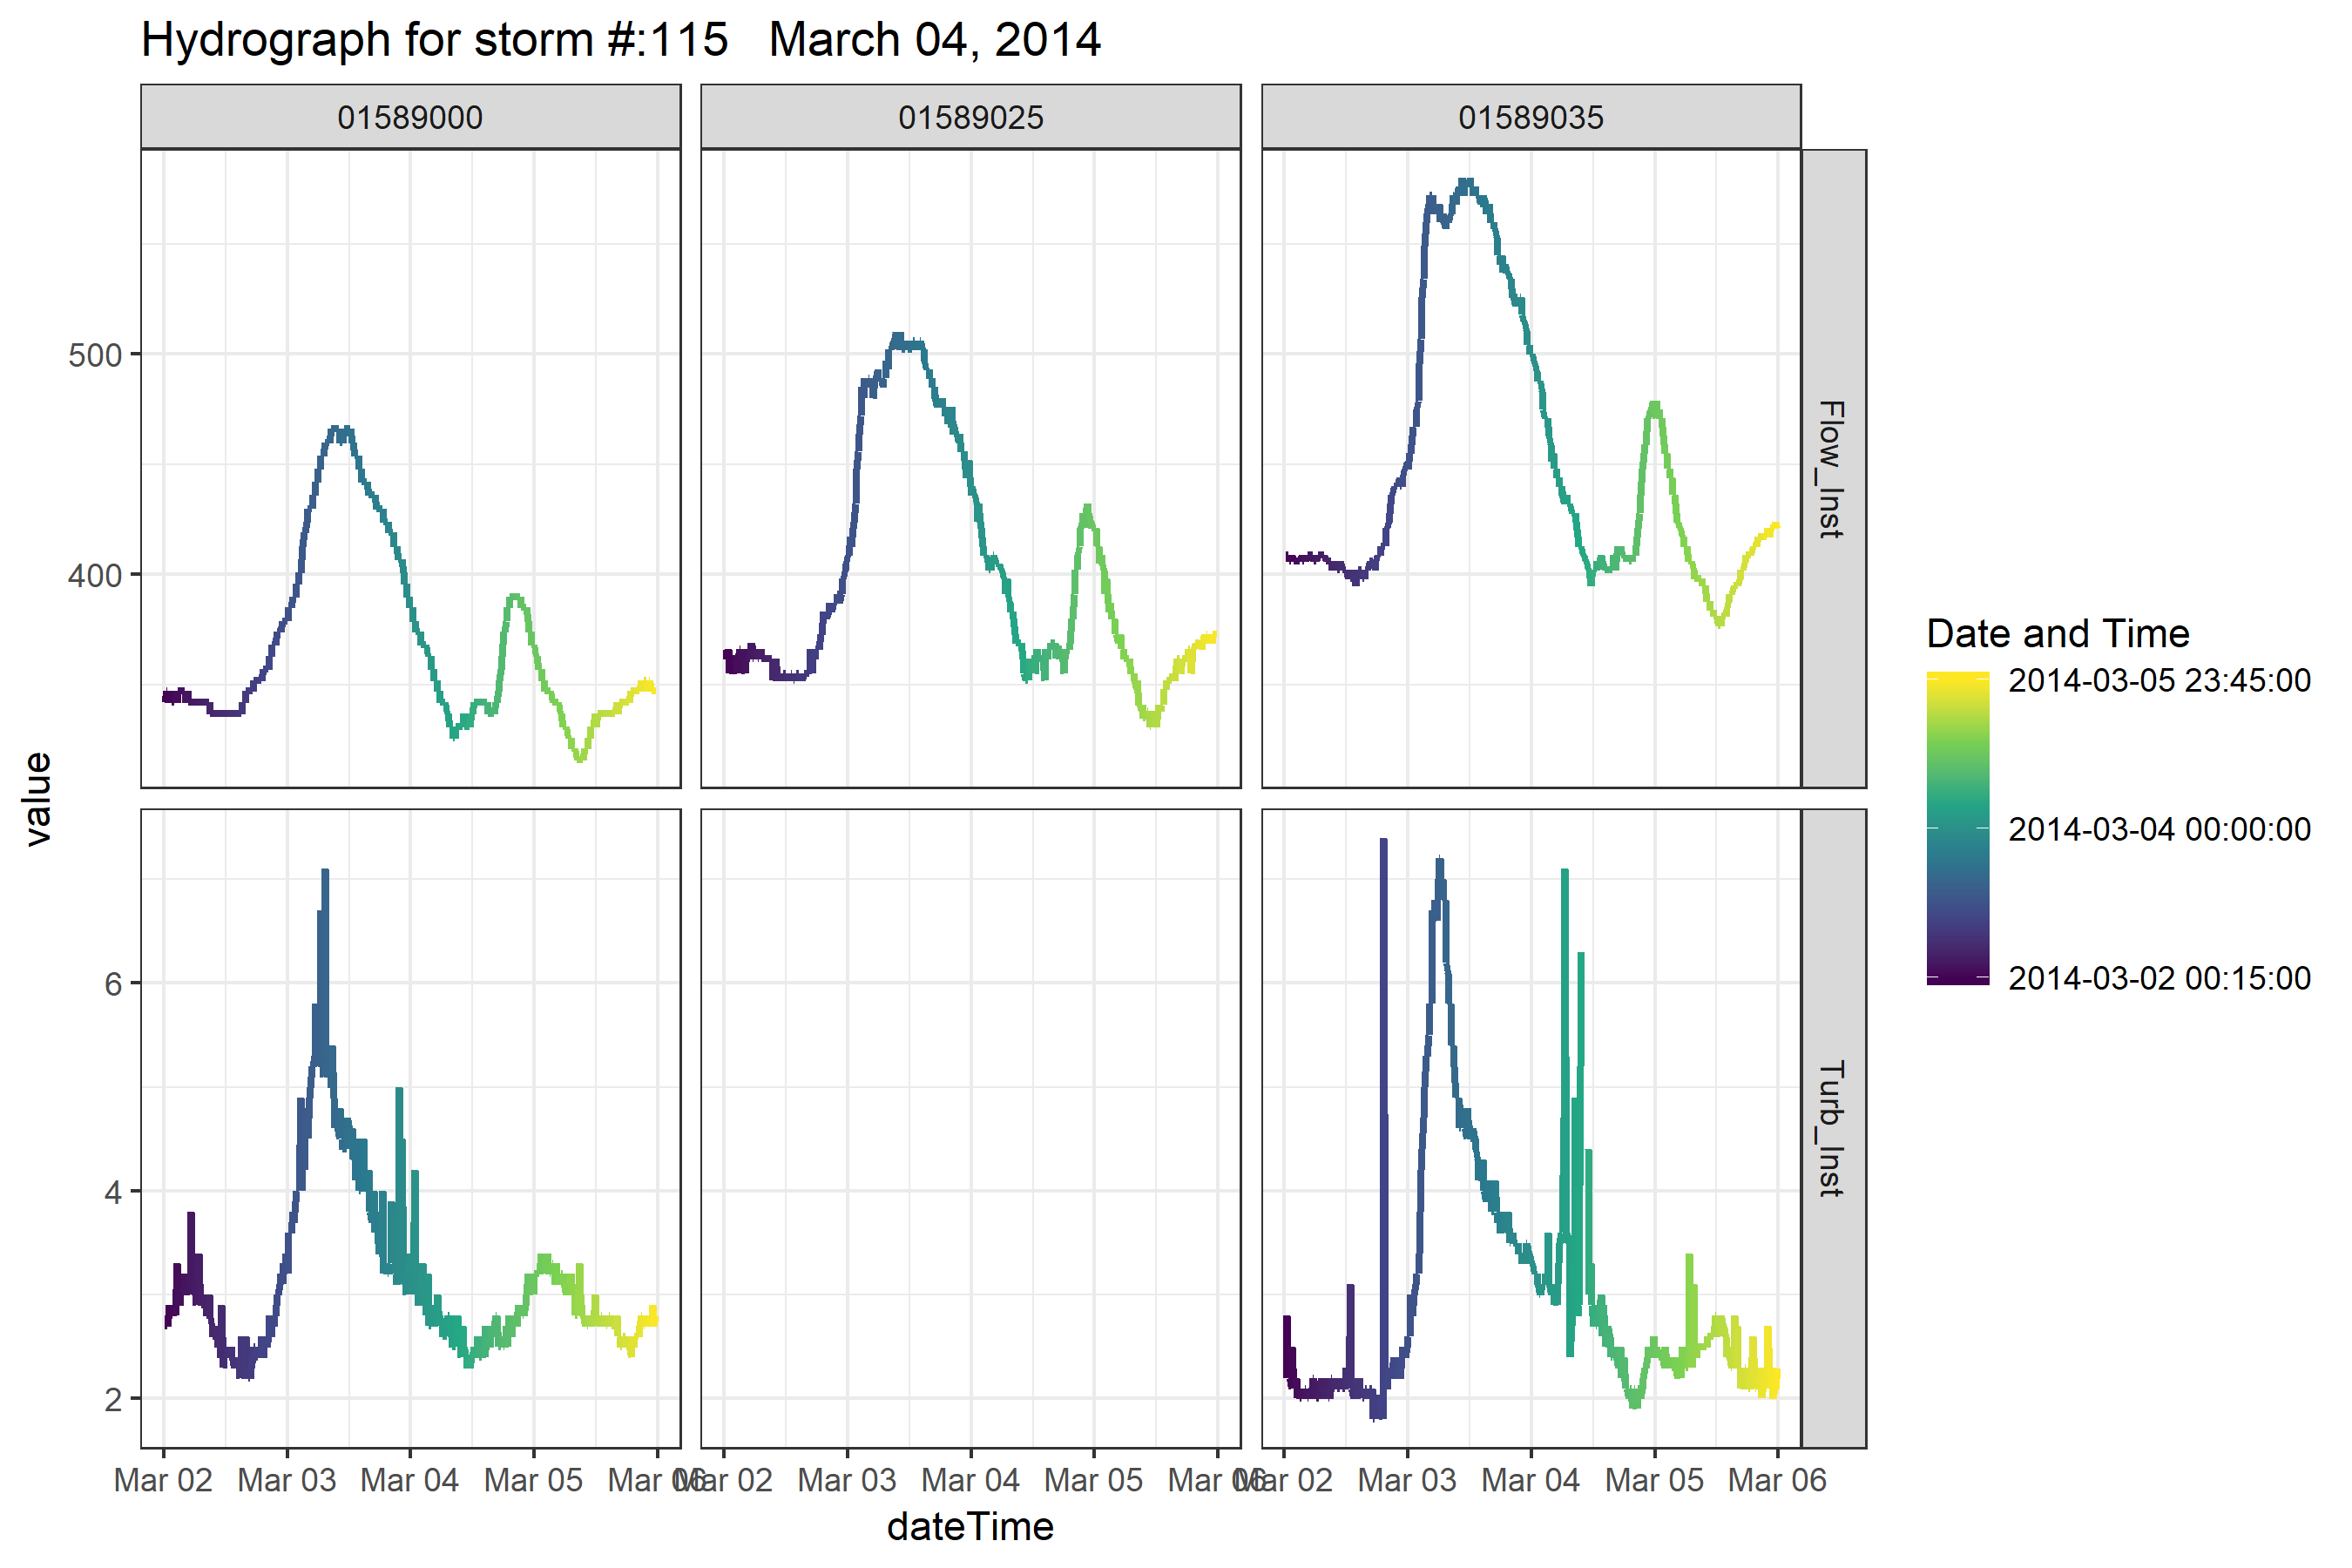 Hydrograph for storm #:115   March 04, 2014
01589000
01589025
01589035
500
400
Flow_Inst
value
6
4
2
Turb_Inst
Mar 02 Mar 03 Mar 04 Mar 05 Mar 06
Mar 02 Mar 03 Mar 04 Mar 05 Mar 06
Mar 02 Mar 03 Mar 04 Mar 05 Mar 06
dateTime
Date and Time
2014-03-05 23:45:00
2014-03-04 00:00:00
2014-03-02 00:15:00